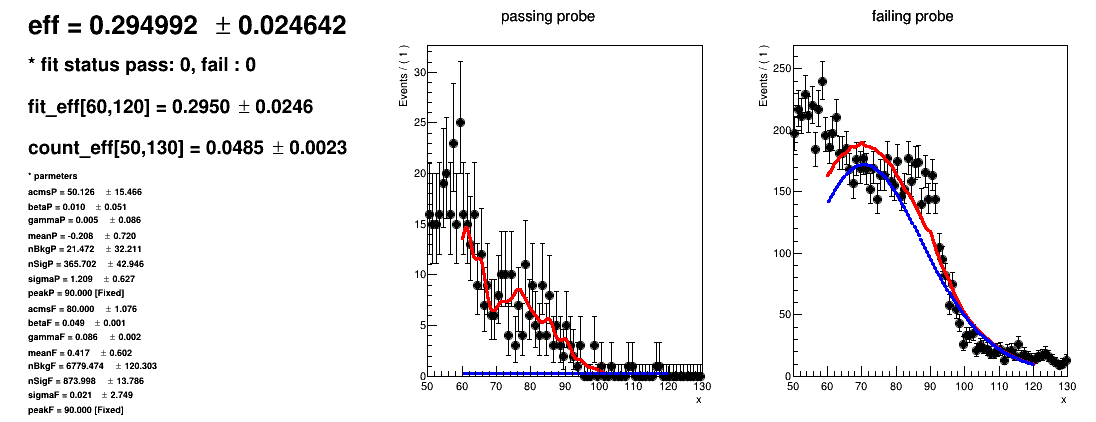 eff = 0.294992 ± 0.024642
* fit status pass: 0, fail : 0
fit_eff[60,120] = 0.2950 ± 0.0246
count_eff[50,130] = 0.0485 ± 0.0023
* parmeters
acmsP = 50.126 ± 15.466
betaP = 0.010 ± 0.051
gammaP = 0.005 ± 0.086
meanP = -0.208 ± 0.720
nBkgP = 21.472 ± 32.211
nSigP = 365.702 ± 42.946
sigmaP = 1.209 ± 0.627
peakP = 90.000 [Fixed]
acmsF = 80.000 ± 1.076
betaF = 0.049 ± 0.001
gammaF = 0.086 ± 0.002
meanF = 0.417 ± 0.602
nBkgF = 6779.474 ± 120.303
nSigF = 873.998 ± 13.786
sigmaF = 0.021 ± 2.749
peakF = 90.000 [Fixed]
passing probe
Events / ( 1 )
30
25
20
15
10
5
0
50 60 70 80 90 100 110 120 130
x
failing probe
Events / ( 1 )
250
200
150
100
50
0
50 60 70 80 90 100 110 120 130
x